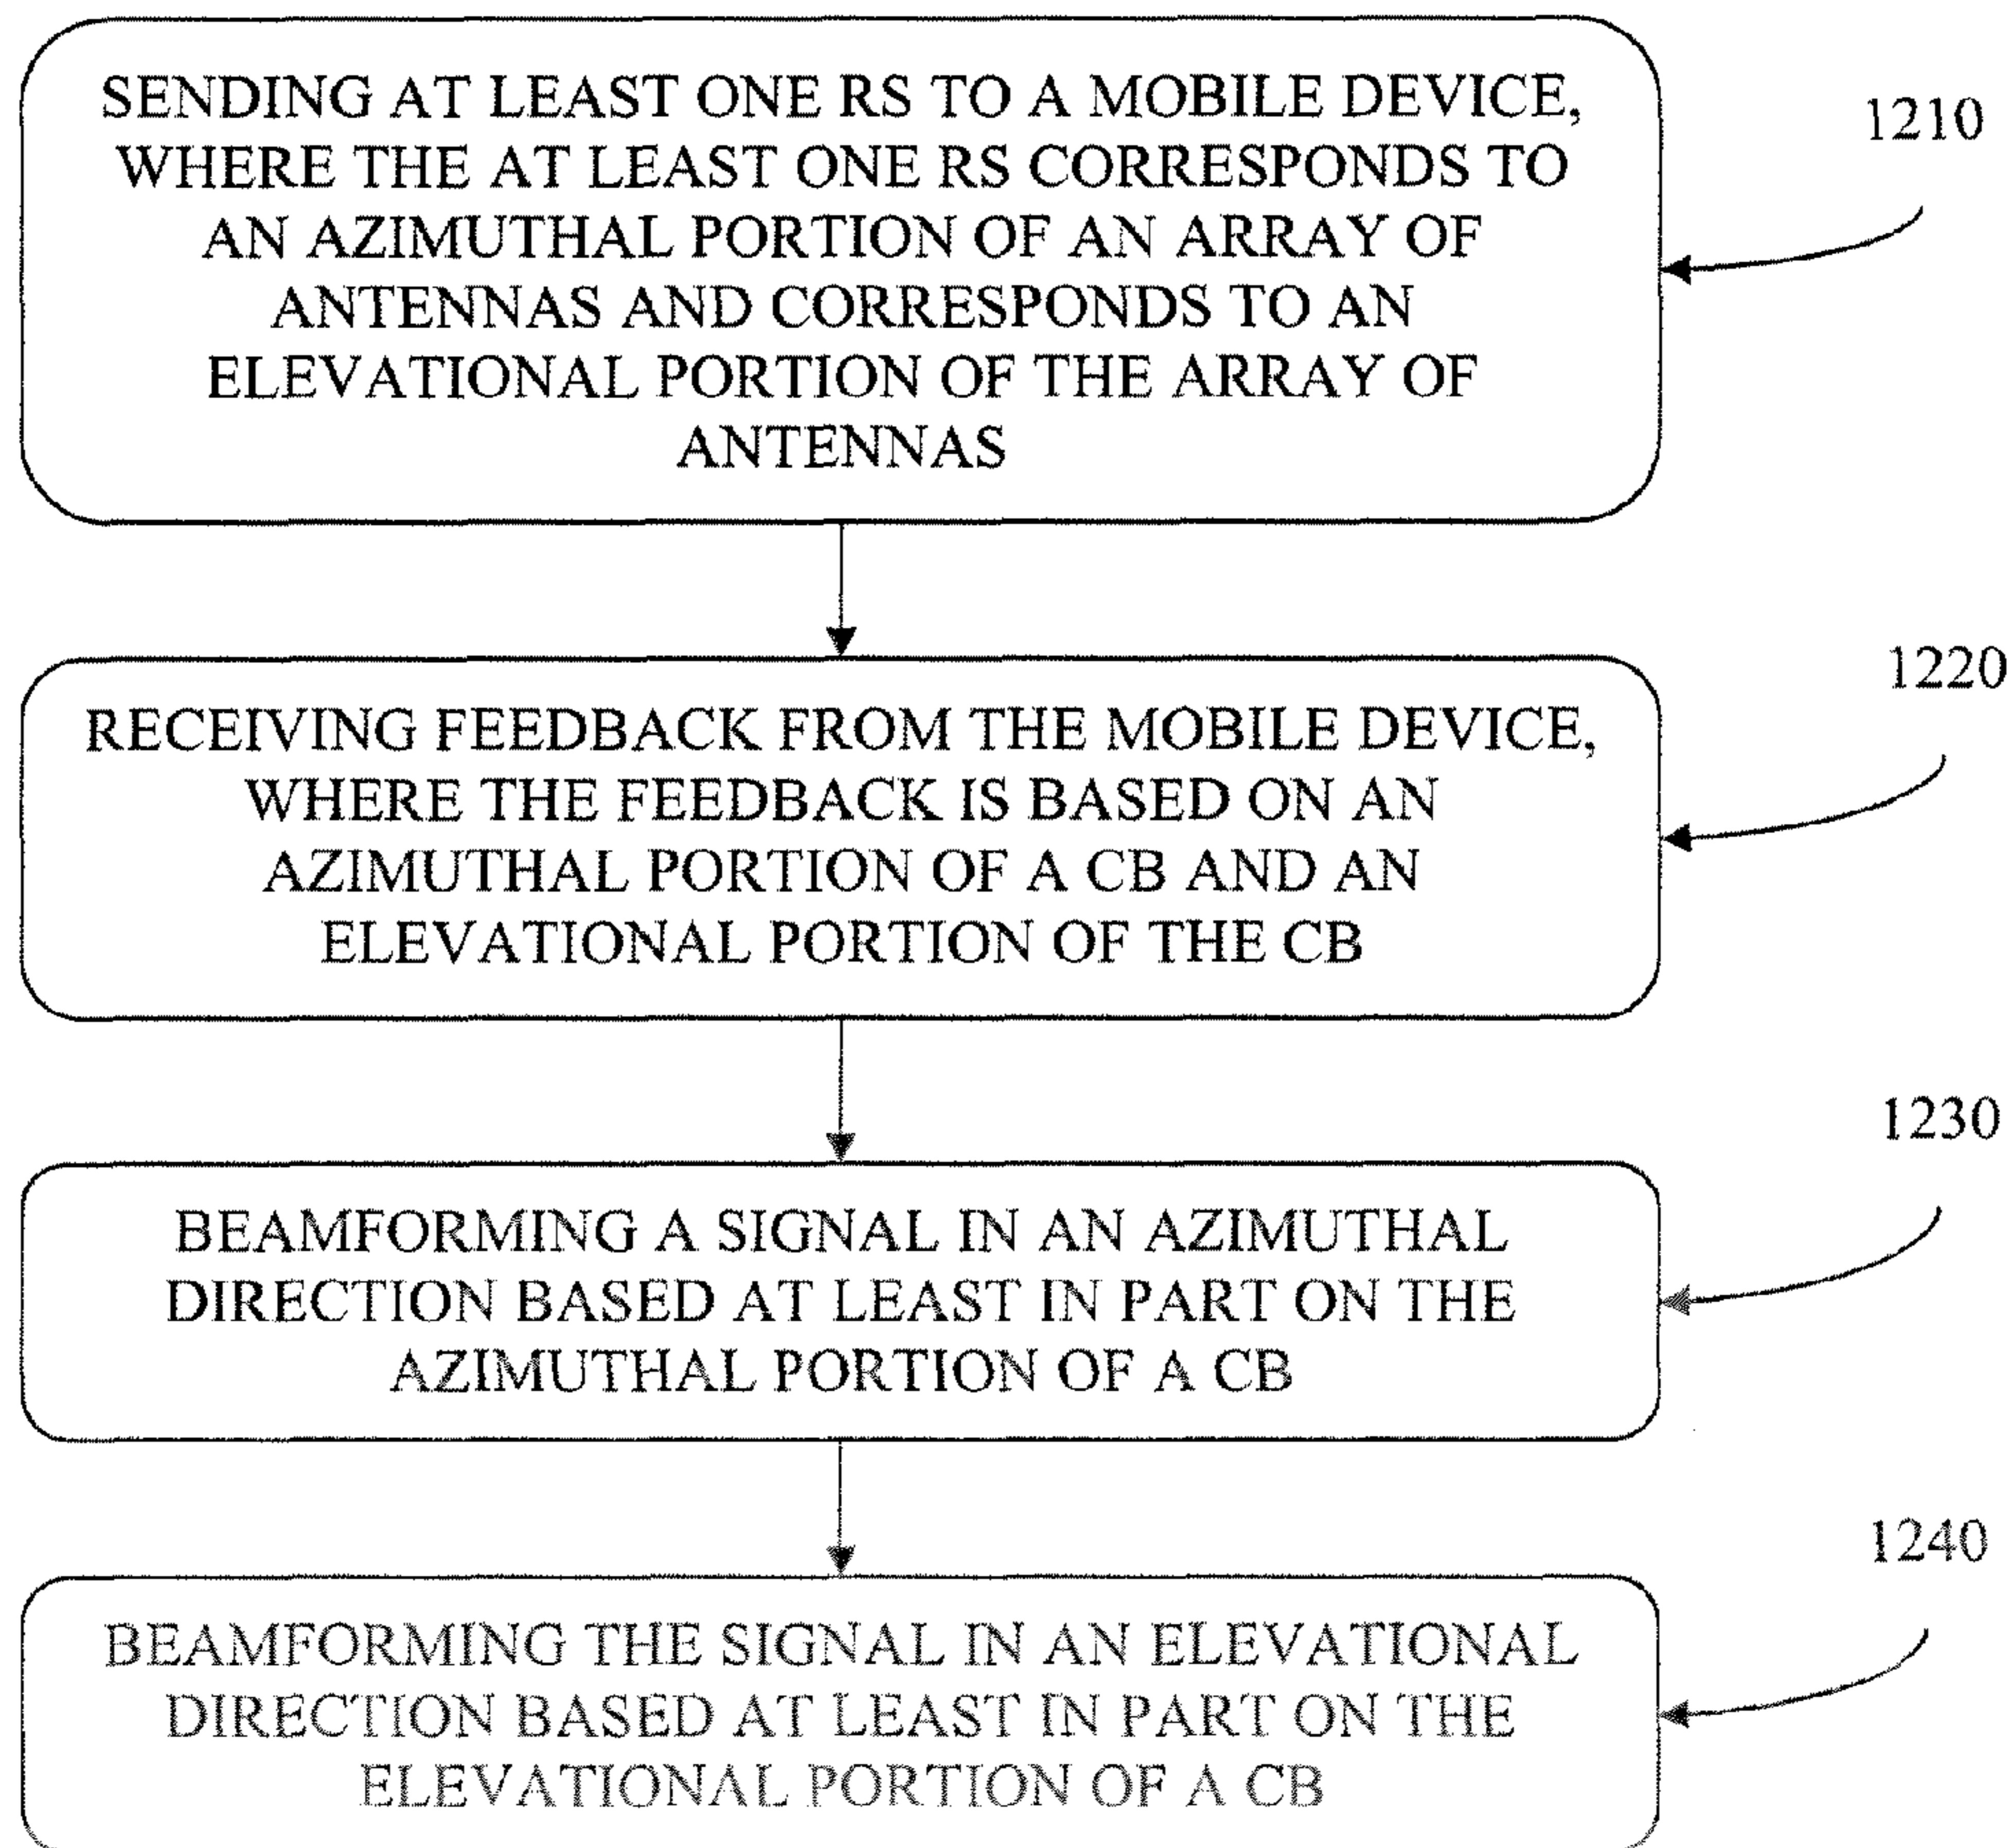 SENDING AT LEAST ONE RS TO A MOBILE DEVICE,
WHERE THE AT LEAST ONE RS CORRESPONDS TO
AN AZIMUTHAL PORTION OF AN ARRAY OF
ANTENNAS AND CORRESPONDS TO AN
ELEVATIONAL PORTION OF THE ARRAY OF
ANTENNAS
1210
RECEIVING FEEDBACK FROM THE MOBILE DEVICE,
WHERE THE FEEDBACK IS BASED ON AN
AZIMUTHAL PORTION OF A CB AND AN
ELEVATIONAL PORTION OF THE CB
1220
BEAMFORMING A SIGNAL IN AN AZIMUTHAL
DIRECTION BASED AT LEAST IN PART ON THE
AZIMUTHAL PORTION OF A CB
1230
BEAMFORMING THE SIGNAL IN AN ELEVATIONAL
DIRECTION BASED AT LEAST IN PART ON THE
ELEVATIONAL PORTION OF A CB
1240